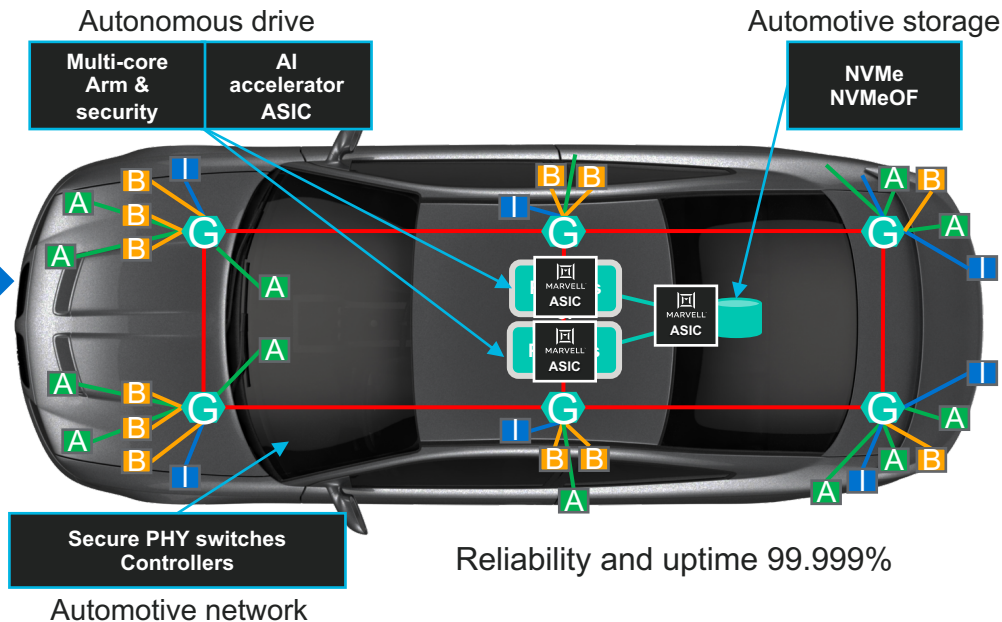 Autonomous drive
Automotive storage
Multi-core
Arm &
security
AI
accelerator
ASIC
NVMe
NVMeOF
I
B
A
B
B
A
G
A
B
B
I
G
A
B
G
A
I
MARVELL
ASIC
MARVELL
ASIC
MARVELL
ASIC
A
A
B
B
A
B
G
I
I
G
B
B
A
I
G
A
A
B
I
A
Secure PHY switches
Controllers
Reliability and uptime 99.999%
Automotive network